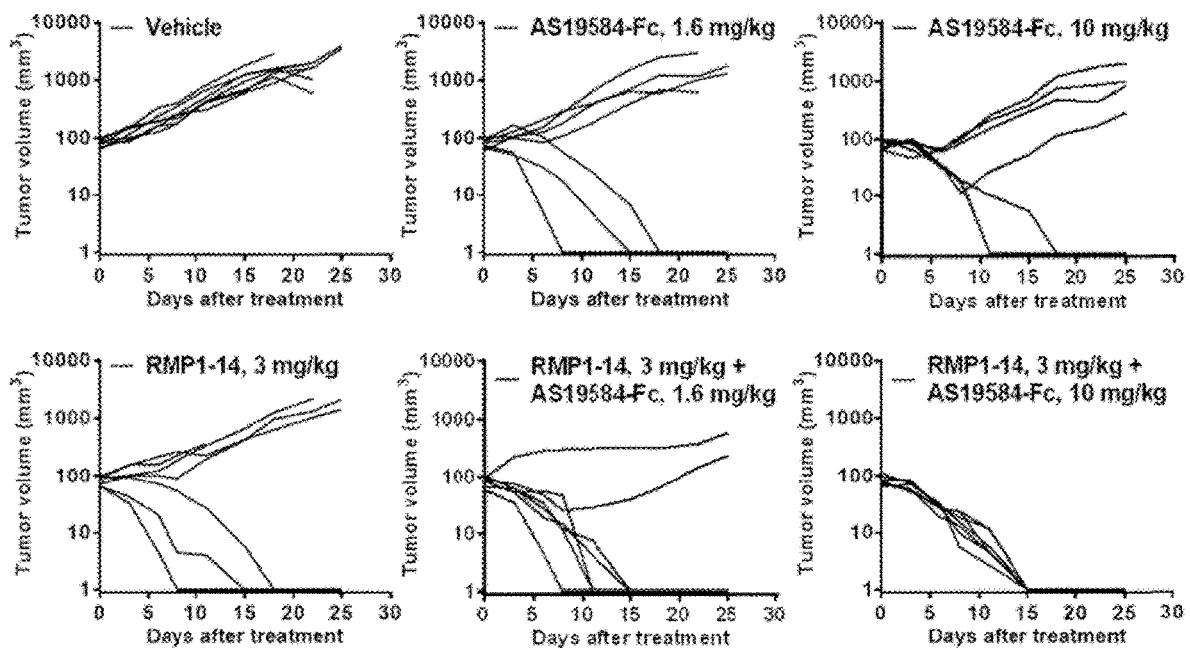 Vehicle
Tumor volume (mm³)
10000
1000
100
10
1
0 5 10 15 20 25 30
Days after treatment
AS19584-Fc, 1.6 mg/kg
Tumor volume (mm³)
10000
1000
100
10
1
0 5 10 15 20 25 30
Days after treatment
AS19584-Fc, 10 mg/kg
Tumor volume (mm³)
10000
1000
100
10
1
0 5 10 15 20 25 30
Days after treatment
RMP1-14, 3 mg/kg
Tumor volume (mm³)
10000
1000
100
10
1
0 5 10 15 20 25 30
Days after treatment
RMP1-14, 3 mg/kg +
AS19584-Fc, 1.6 mg/kg
Tumor volume (mm³)
10000
1000
100
10
1
0 5 10 15 20 25 30
Days after treatment
RMP1-14, 3 mg/kg +
AS19584-Fc, 10 mg/kg
Tumor volume (mm³)
10000
1000
100
10
1
0 5 10 15 20 25 30
Days after treatment